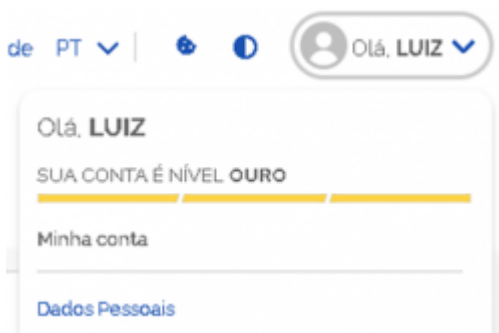 de PT Olá, LUIZ
Olá, LUIZ
SUA CONTA É NÍVEL OURO
Minha conta
Dados Pessoais